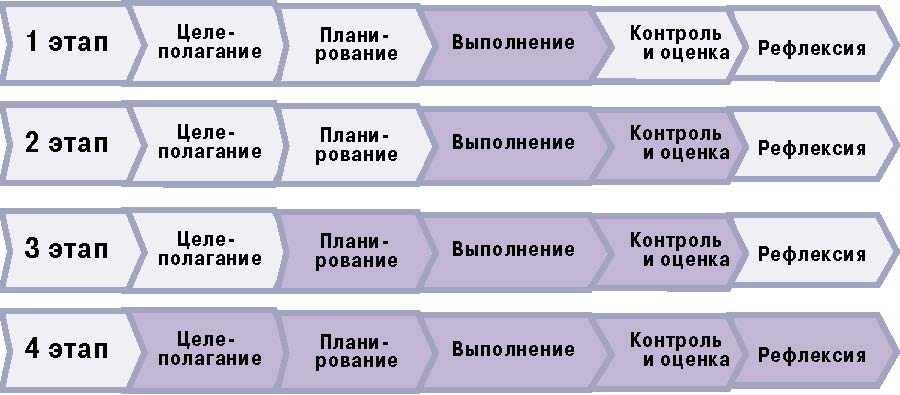 1 этап
Целе-
полагание
Плани-
рование
Выполнение
Контроль
и оценка
Рефлексия
2 этап
Целе-
полагание
Плани-
рование
Выполнение
Контроль
и оценка
Рефлексия
3 этап
Целе-
полагание
Плани-
рование
Выполнение
Контроль
и оценка
Рефлексия
4 этап
Целе-
полагание
Плани-
рование
Выполнение
Контроль
и оценка
Рефлексия